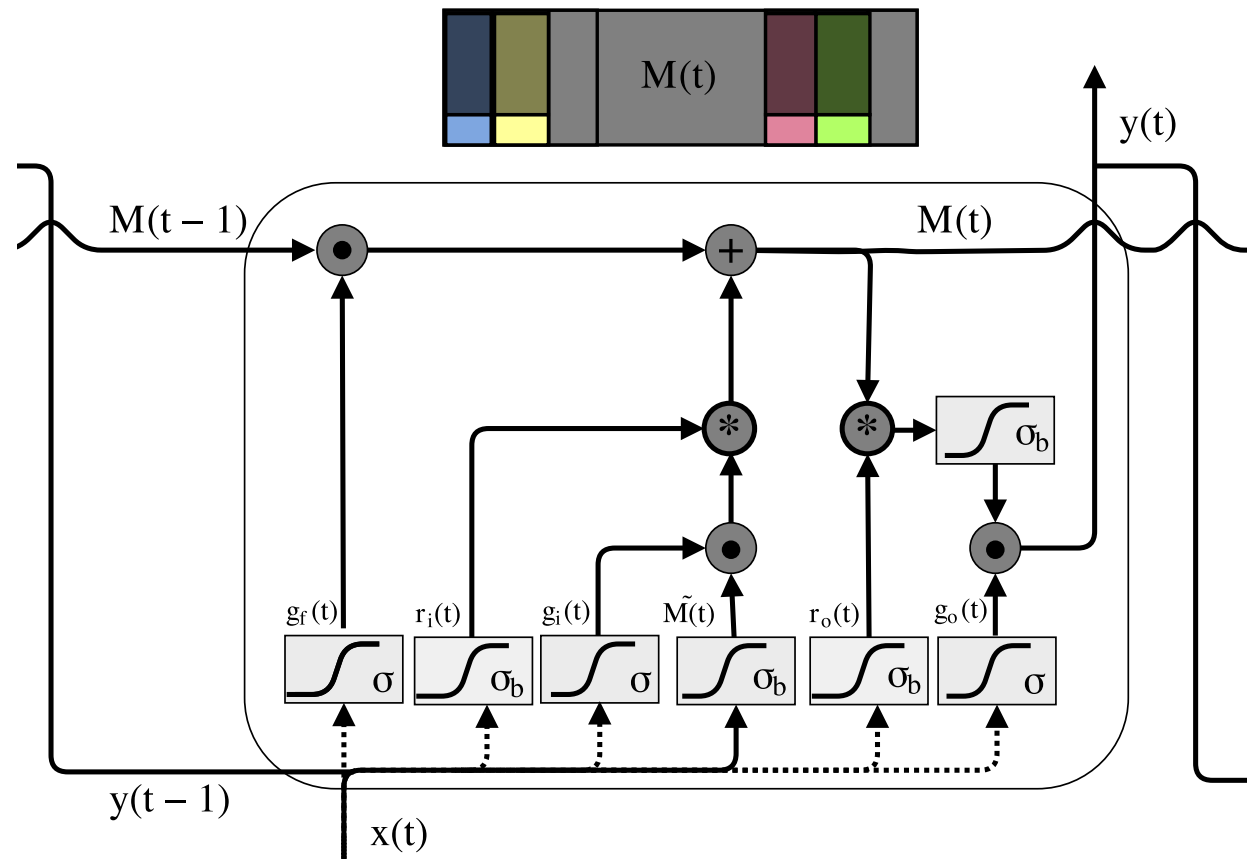 M(t)
y(t)
M(t − 1)
M(t)
+
*
*
σb
gf(t)
ri(t)
gi(t)
M̃(t)
ro(t)
go(t)
σ
σb
σ
σb
σb
σ
y(t − 1)
x(t)